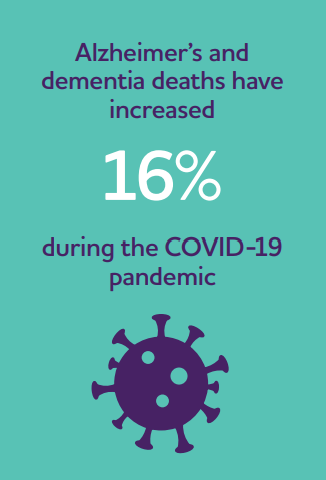 Alzheimer’s and
dementia deaths have
increased
16%
during the COVID-19
pandemic